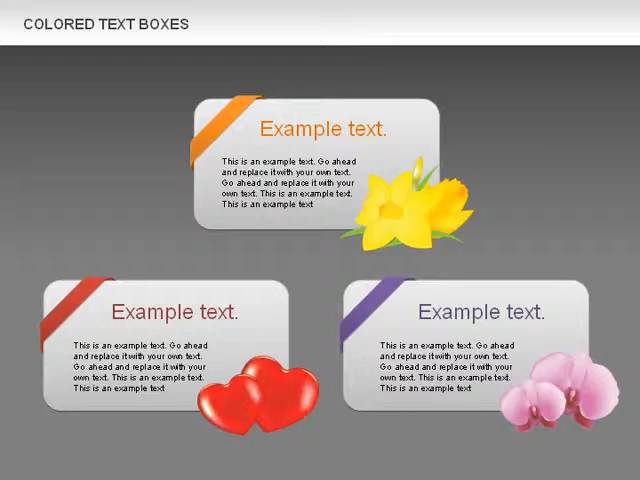 COLORED TEXT BOXES
Example text.
This is an example text. Go ahead
and replace it with your own text.
Go ahead and replace it with your
own text. This is an example text.
This is an example text
Example text.
This is an example text. Go ahead
and replace it with your own text.
Go ahead and replace it with your
own text. This is an example text.
This is an example text
Example text.
This is an example text. Go ahead
and replace it with your own text.
Go ahead and replace it with your
own text. This is an example text.
This is an example text